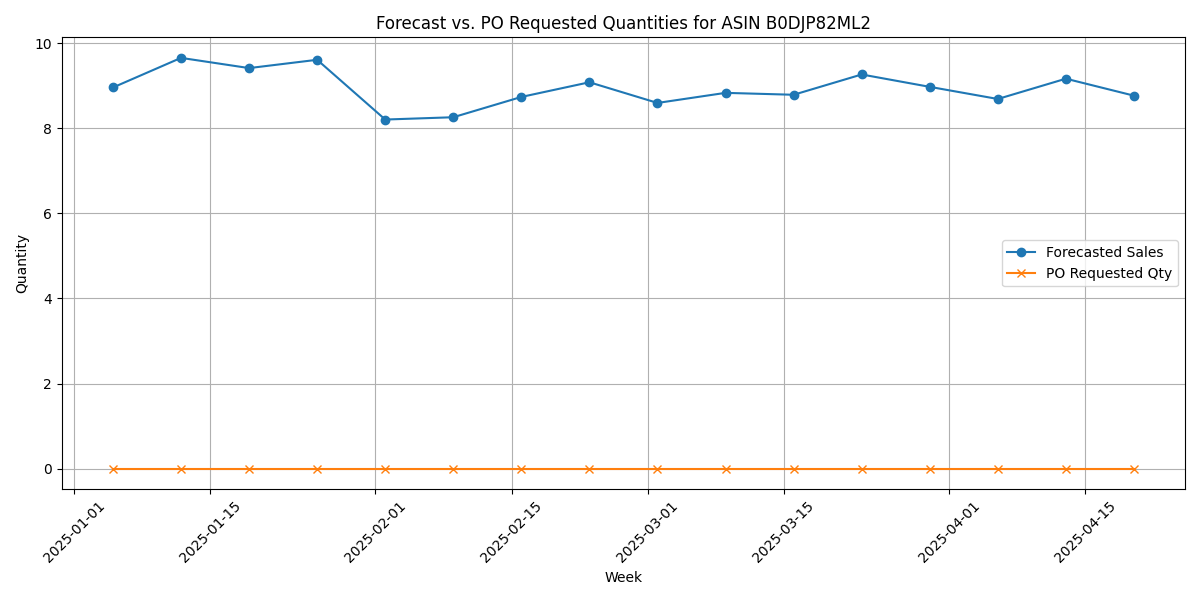 Forecast vs. PO Requested Quantities for ASIN B0DJP82ML2
10
8
6
4
2
0
Quantity
Forecasted Sales
PO Requested Qty
2025-01-01
2025-01-15
2025-02-01
2025-02-15
2025-03-01
2025-03-15
2025-04-01
2025-04-15
Week